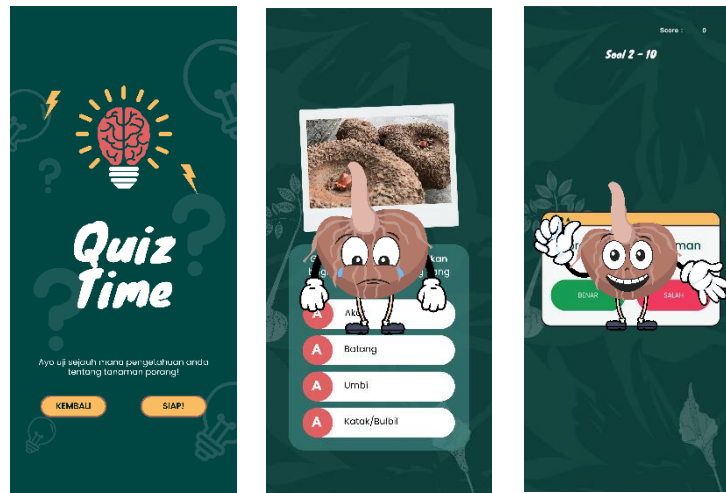 Quiz
Time
Ayo uji sejauh mana pengetahuan anda
tentang tanaman porang!
KEMBALI
SIAP!
A
A Batang
A Umbi
A Katak/Bulbil
Score : 0
Soal 2 - 10
BENAR
SALAH